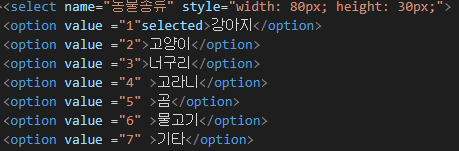 <select name="동물종류" style="width: 80px; height: 30px;">
<option value ="1"selected>강아지</option>
<option value ="2">고양이</option>
<option value ="3">너구리</option>
<option value ="4" >고라니</option>
<option value ="5" >곰</option>
<option value ="6" >물고기</option>
<option value ="7" >기타</option>